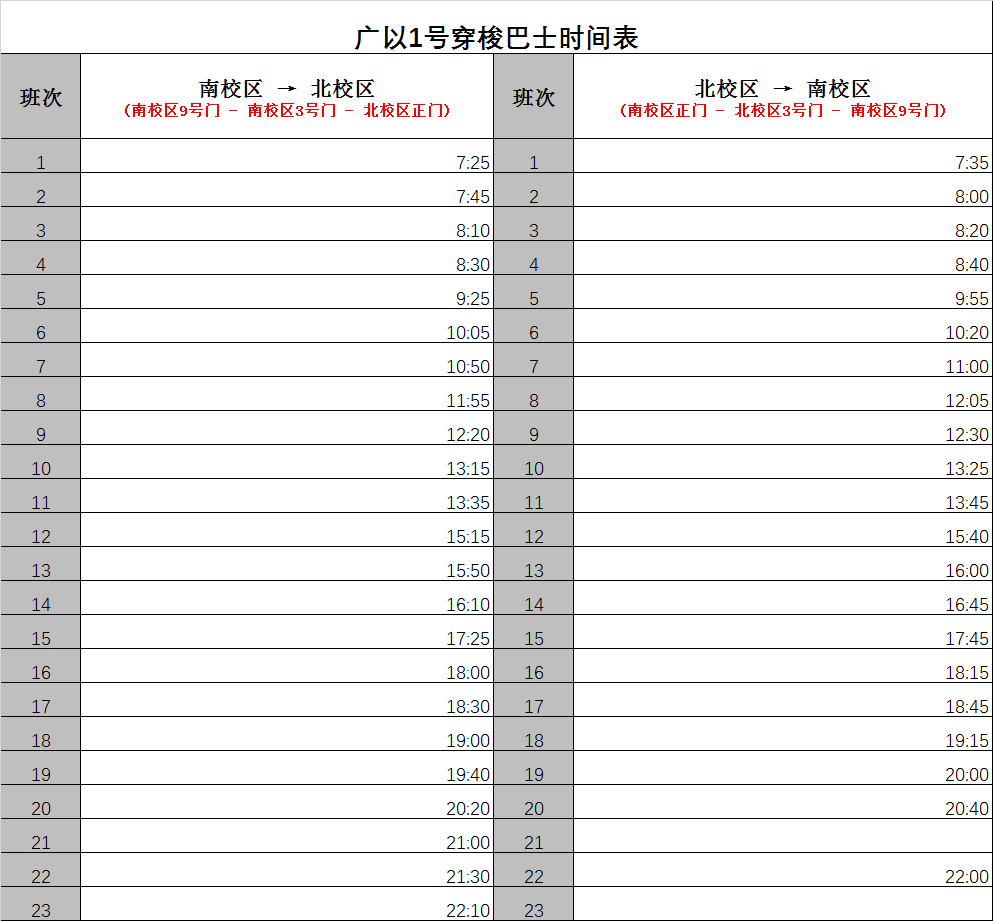 广以1号穿梭巴士时间表
班次 南校区 → 北校区 班次 北校区 → 南校区
（南校区9号门 - 南校区3号门 - 北校区正门） （南校区正门 - 北校区3号门 - 南校区9号门）
1 7:25 1 7:35
2 7:45 2 8:00
3 8:10 3 8:20
4 8:30 4 8:40
5 9:25 5 9:55
6 10:05 6 10:20
7 10:50 7 11:00
8 11:55 8 12:05
9 12:20 9 12:30
10 13:15 10 13:25
11 13:35 11 13:45
12 15:15 12 15:40
13 15:50 13 16:00
14 16:10 14 16:45
15 17:25 15 17:45
16 18:00 16 18:15
17 18:30 17 18:45
18 19:00 18 19:15
19 19:40 19 20:00
20 20:20 20 20:40
21 21:00 21
22 21:30 22 22:00
23 22:10 23